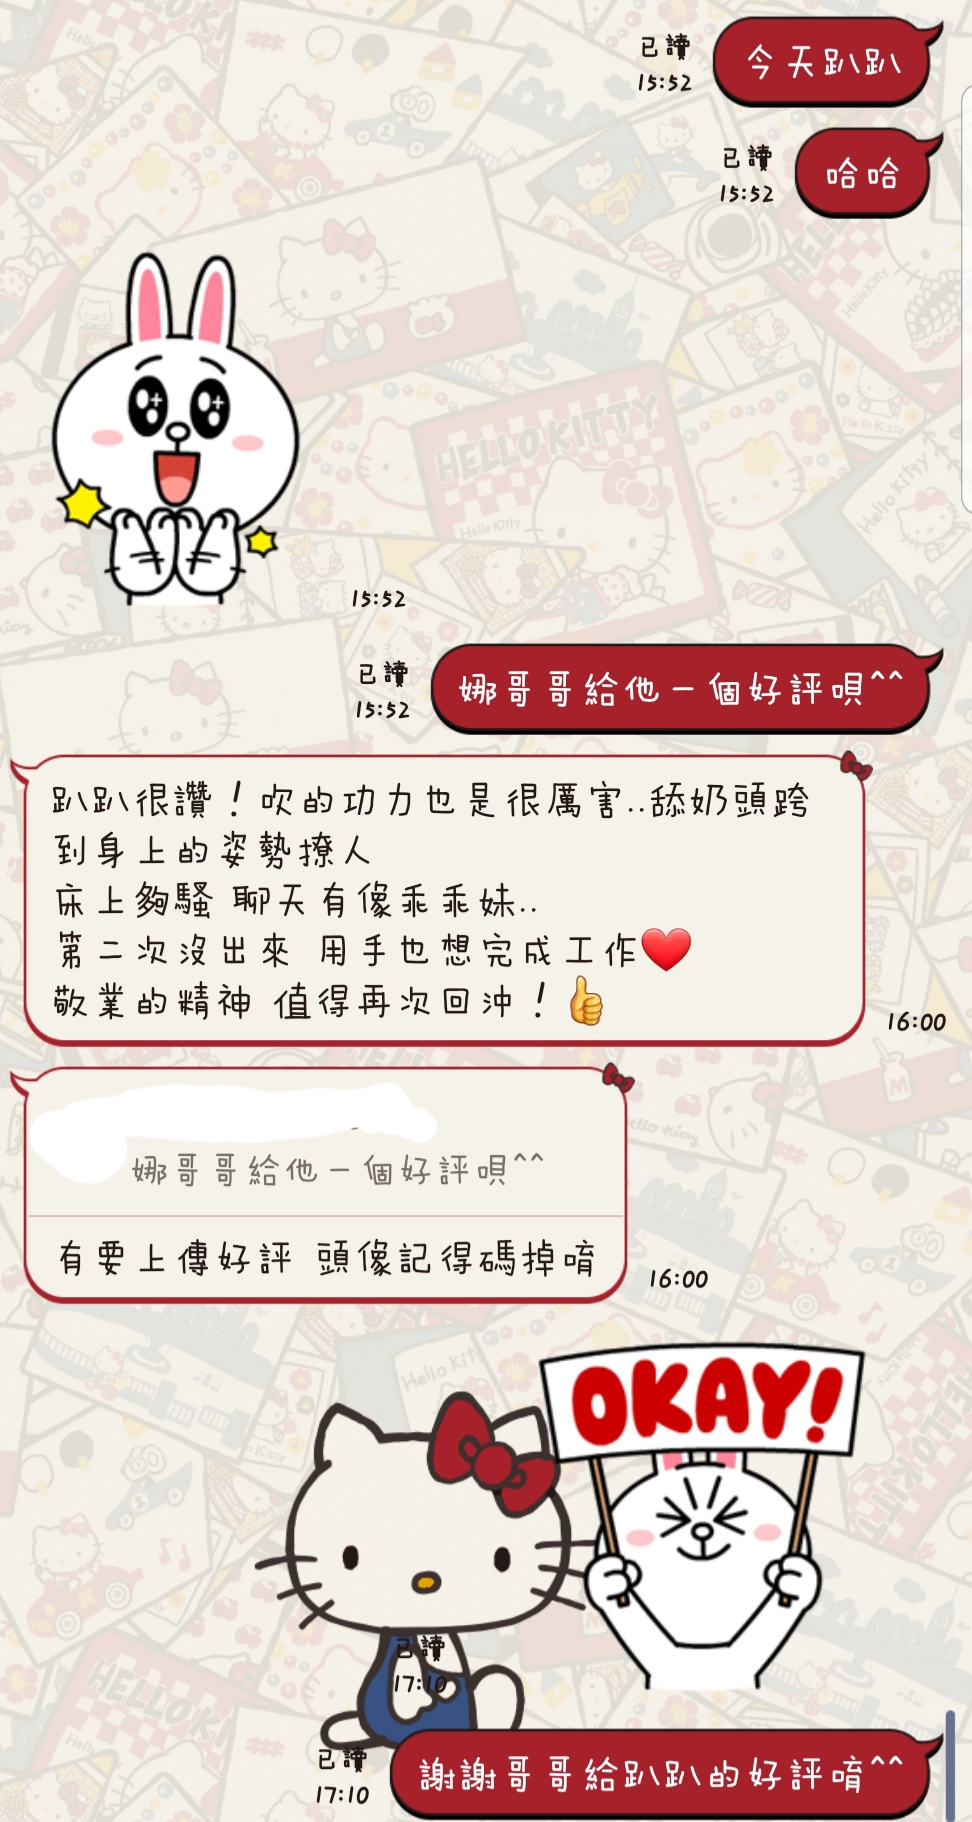 已讀
15:52
今天趴趴
已讀
15:52
哈哈
15:52
已讀
15:52
娜哥哥給他一個好評唄^^
趴趴很讚！吹的功力也是很厲害..舔奶頭跨
到身上的姿勢撩人
床上夠騷 聊天有像乖乖妹..
第二次沒出來 用手也想完成工作❤️
敬業的精神 值得再次回沖！👍
16:00
娜哥哥給他一個好評唄^^
有要上傳好評 頭像記得碼掉唷
16:00
OKAY!
已讀
17:10
已讀
17:10
謝謝哥哥給趴趴的好評唷^^
HELLO KITTY
Hello Kitty